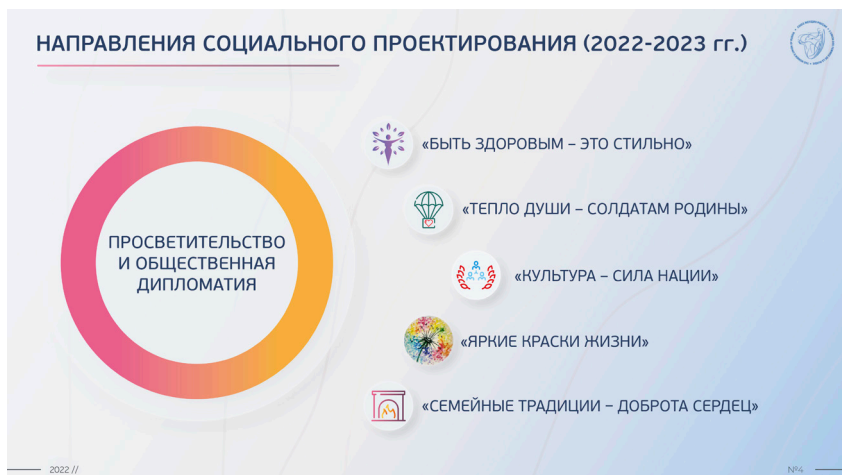 НАПРАВЛЕНИЯ СОЦИАЛЬНОГО ПРОЕКТИРОВАНИЯ (2022-2023 гг.)
ПРОСВЕТИТЕЛЬСТВО
И ОБЩЕСТВЕННАЯ
ДИПЛОМАТИЯ
«БЫТЬ ЗДОРОВЫМ – ЭТО СТИЛЬНО»
«ТЕПЛО ДУШИ – СОЛДАТАМ РОДИНЫ»
«КУЛЬТУРА – СИЛА НАЦИИ»
«ЯРКИЕ КРАСКИ ЖИЗНИ»
«СЕМЕЙНЫЕ ТРАДИЦИИ – ДОБРОТА СЕРДЕЦ»
2022 //
№4